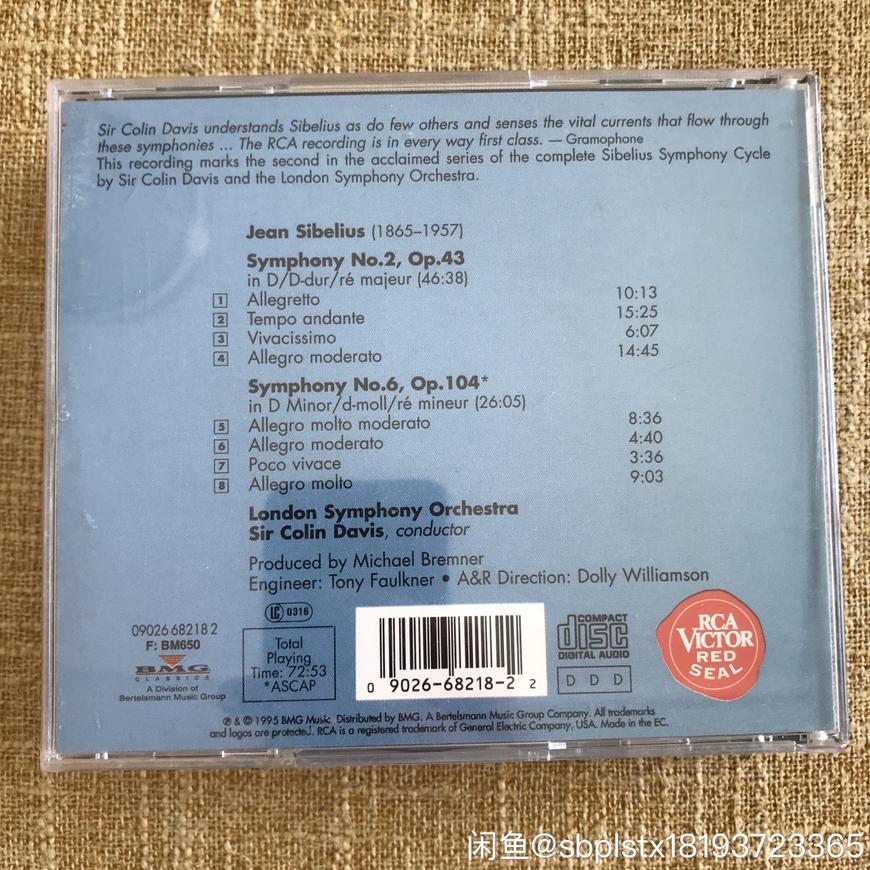 Sir Colin Davis understands Sibelius as do few others and senses the vital currents that flow through
these symphonies ... The RCA recording is in every way first class. — Gramophone
This recording marks the second in the acclaimed series of the complete Sibelius Symphony Cycle
by Sir Colin Davis and the London Symphony Orchestra.
Jean Sibelius (1865–1957)
Symphony No.2, Op.43
in D/D-dur/ré majeur (46:38)
1 Allegretto 10:13
2 Tempo andante 15:25
3 Vivacissimo 6:07
4 Allegro moderato 14:45
Symphony No.6, Op.104*
in D Minor/d-moll/ré mineur (26:05)
5 Allegro molto moderato 8:36
6 Allegro moderato 4:40
7 Poco vivace 3:36
8 Allegro molto 9:03
London Symphony Orchestra
Sir Colin Davis, conductor
Produced by Michael Bremner
Engineer: Tony Faulkner • A&R Direction: Dolly Williamson
LC 0316
09026 68218 2
F: BM650
BMG
CLASSICS
A Division of
Bertelsmann Music Group
Total
Playing
Time: 72:53
*ASCAP
0 9026-68218-2 2
COMPACT
disc
DIGITAL AUDIO
D D D
RCA
VICTOR
RED
SEAL
℗ & © 1995 BMG Music. Distributed by BMG. A Bertelsmann Music Group Company. All trademarks
and logos are protected. RCA is a registered trademark of General Electric Company, USA. Made in the EC.
闲鱼@sbplstx18193723365